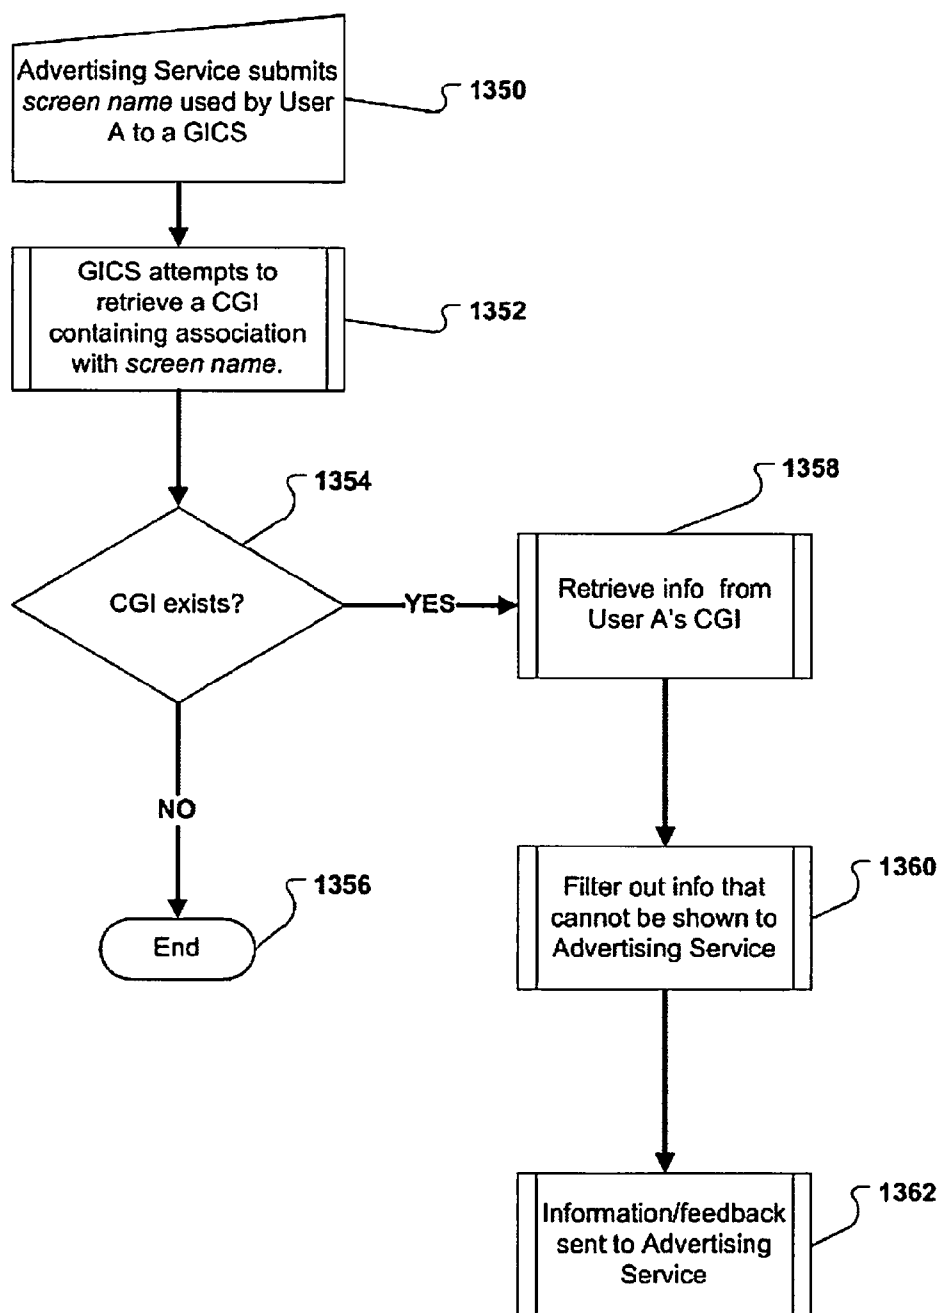 Advertising Service submits
screen name used by User
A to a GICS
1350
GICS attempts to
retrieve a CGI
containing association
with screen name.
1352
1354
CGI exists?
YES
1358
Retrieve info from
User A's CGI
NO
1356
End
1360
Filter out info that
cannot be shown to
Advertising Service
1362
Information/feedback
sent to Advertising
Service